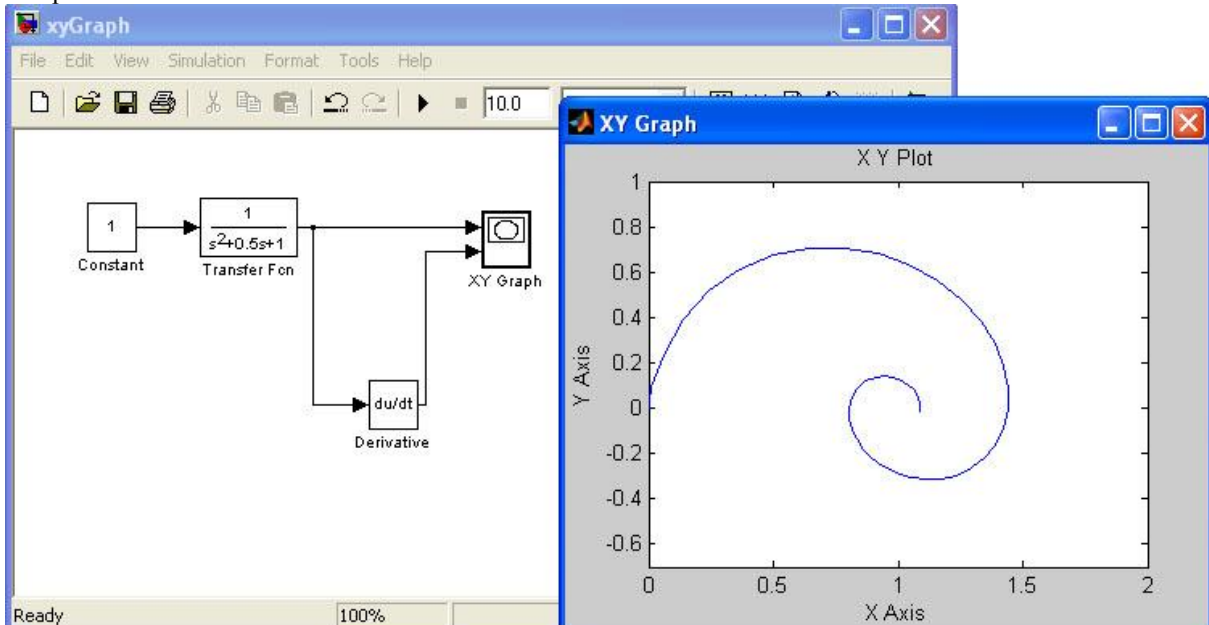 xyGraph
File Edit View Simulation Format Tools Help
10.0
1
Constant
1
s2+0.5s+1
Transfer Fcn
XY Graph
du/dt
Derivative
Ready
100%
XY Graph
X Y Plot
1
0.8
0.6
0.4
0.2
0
-0.2
-0.4
-0.6
Y Axis
0 0.5 1 1.5 2
X Axis